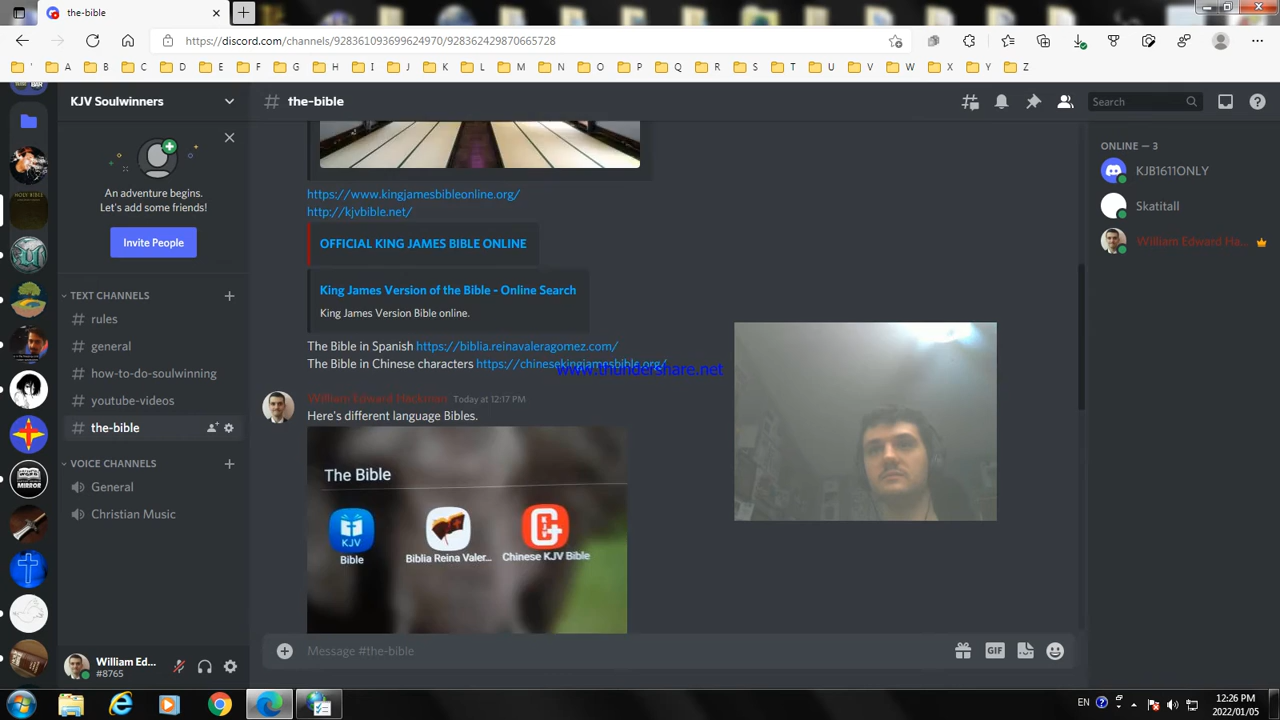 the-bible
https://discord.com/channels/928361093699624970/928362429870665728
' A B C D E F G H I J K L M N O P Q R S T U V W X Y Z
KJV Soulwinners
# the-bible
Search
An adventure begins.
Let's add some friends!
Invite People
TEXT CHANNELS
# rules
# general
# how-to-do-soulwinning
# youtube-videos
# the-bible
VOICE CHANNELS
General
Christian Music
William Ed...
#8765
https://www.kingjamesbibleonline.org/
http://kjvbible.net/
OFFICIAL KING JAMES BIBLE ONLINE
King James Version of the Bible - Online Search
King James Version Bible online.
The Bible in Spanish https://biblia.reinavaleragomez.com/
The Bible in Chinese characters https://chinesekingjamesbible.org/
www.thundershare.net
William Edward Heckman Today at 12:17 PM
Here's different language Bibles.
The Bible
KJV
Bible
Biblia Reina Valer...
Chinese KJV Bible
Message #the-bible
GIF
ONLINE — 3
KJB1611ONLY
Skatitall
William Edward Ha...
HOLY BIBLE
MIRROR
EN
12:26 PM
2022/01/05